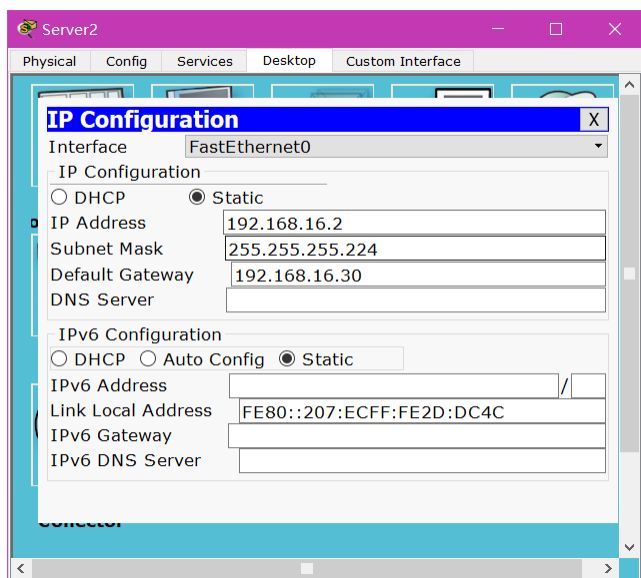 Server2
Physical Config Services Desktop Custom Interface
IP Configuration X
Interface FastEthernet0
IP Configuration
DHCP Static
IP Address 192.168.16.2
Subnet Mask 255.255.255.224
Default Gateway 192.168.16.30
DNS Server
IPv6 Configuration
DHCP Auto Config Static
IPv6 Address /
Link Local Address FE80::207:ECFF:FE2D:DC4C
IPv6 Gateway
IPv6 DNS Server
Collector